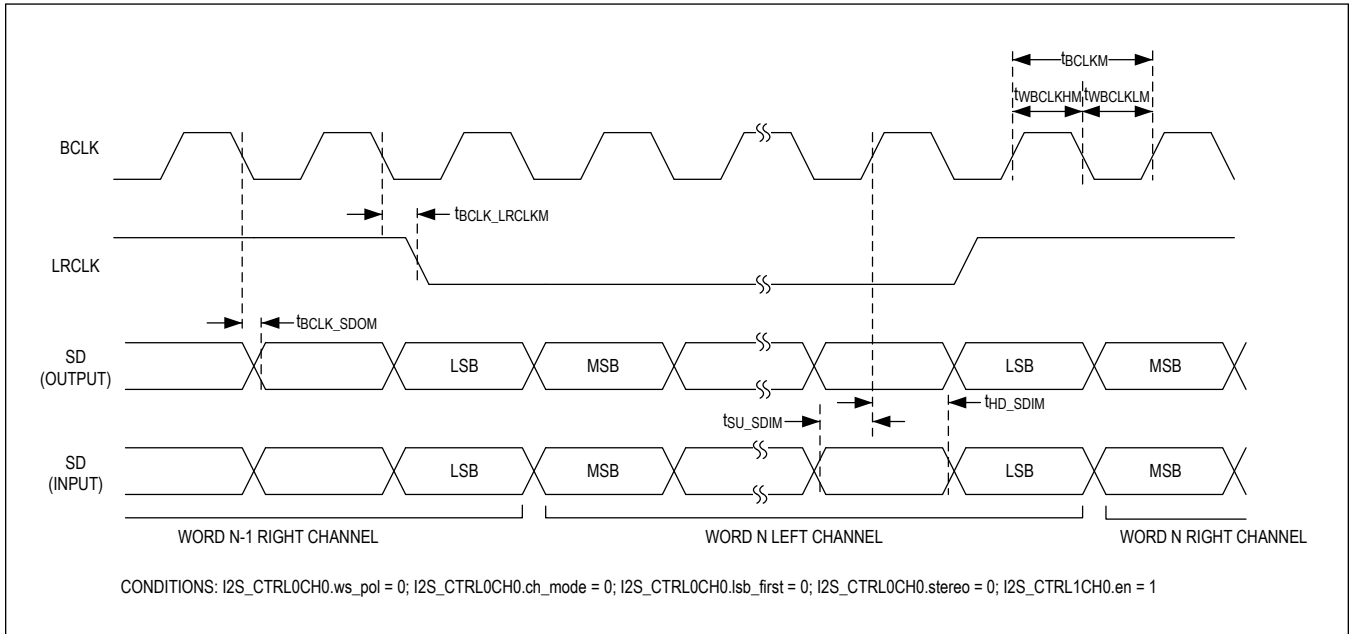 tBCLKM
tWBCLKHM tWBCLKLM
BCLK
tBCLK_LRCLKM
LRCLK
tBCLK_SDOM
SD
(OUTPUT)
LSB MSB LSB MSB
tSU_SDIM tHD_SDIM
SD
(INPUT)
LSB MSB LSB MSB
WORD N-1 RIGHT CHANNEL WORD N LEFT CHANNEL WORD N RIGHT CHANNEL
CONDITIONS: I2S_CTRL0CH0.ws_pol = 0; I2S_CTRL0CH0.ch_mode = 0; I2S_CTRL0CH0.lsb_first = 0; I2S_CTRL0CH0.stereo = 0; I2S_CTRL1CH0.en = 1